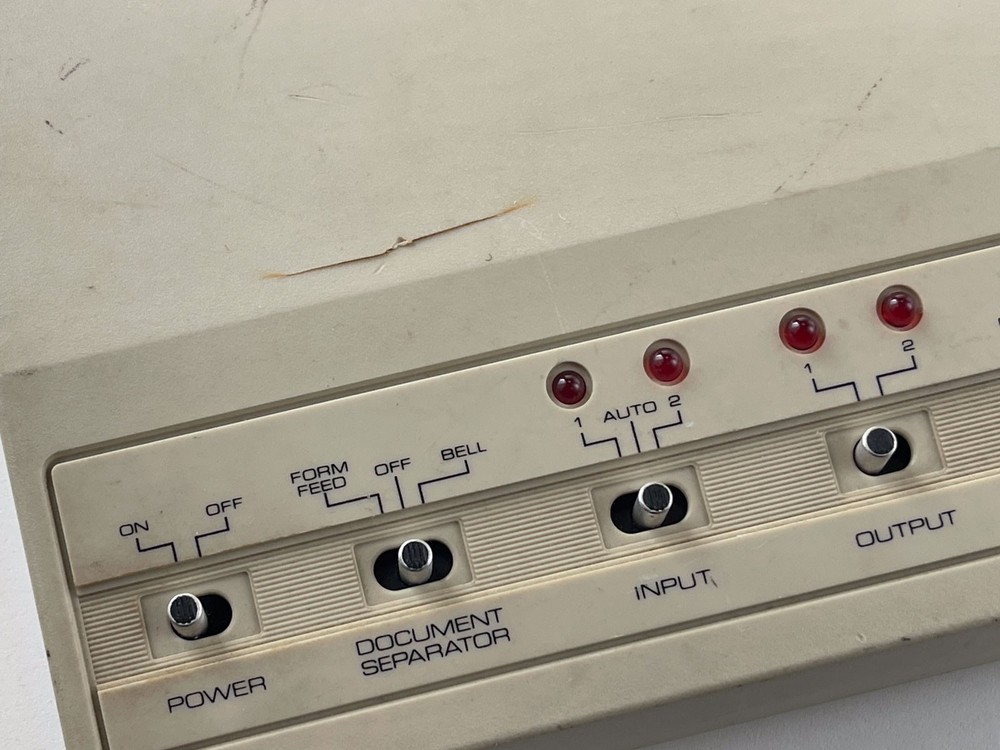 ON
OFF
POWER
FORM
FEED
OFF
BELL
DOCUMENT
SEPARATOR
1
AUTO
2
INPUT
1
2
OUTPUT